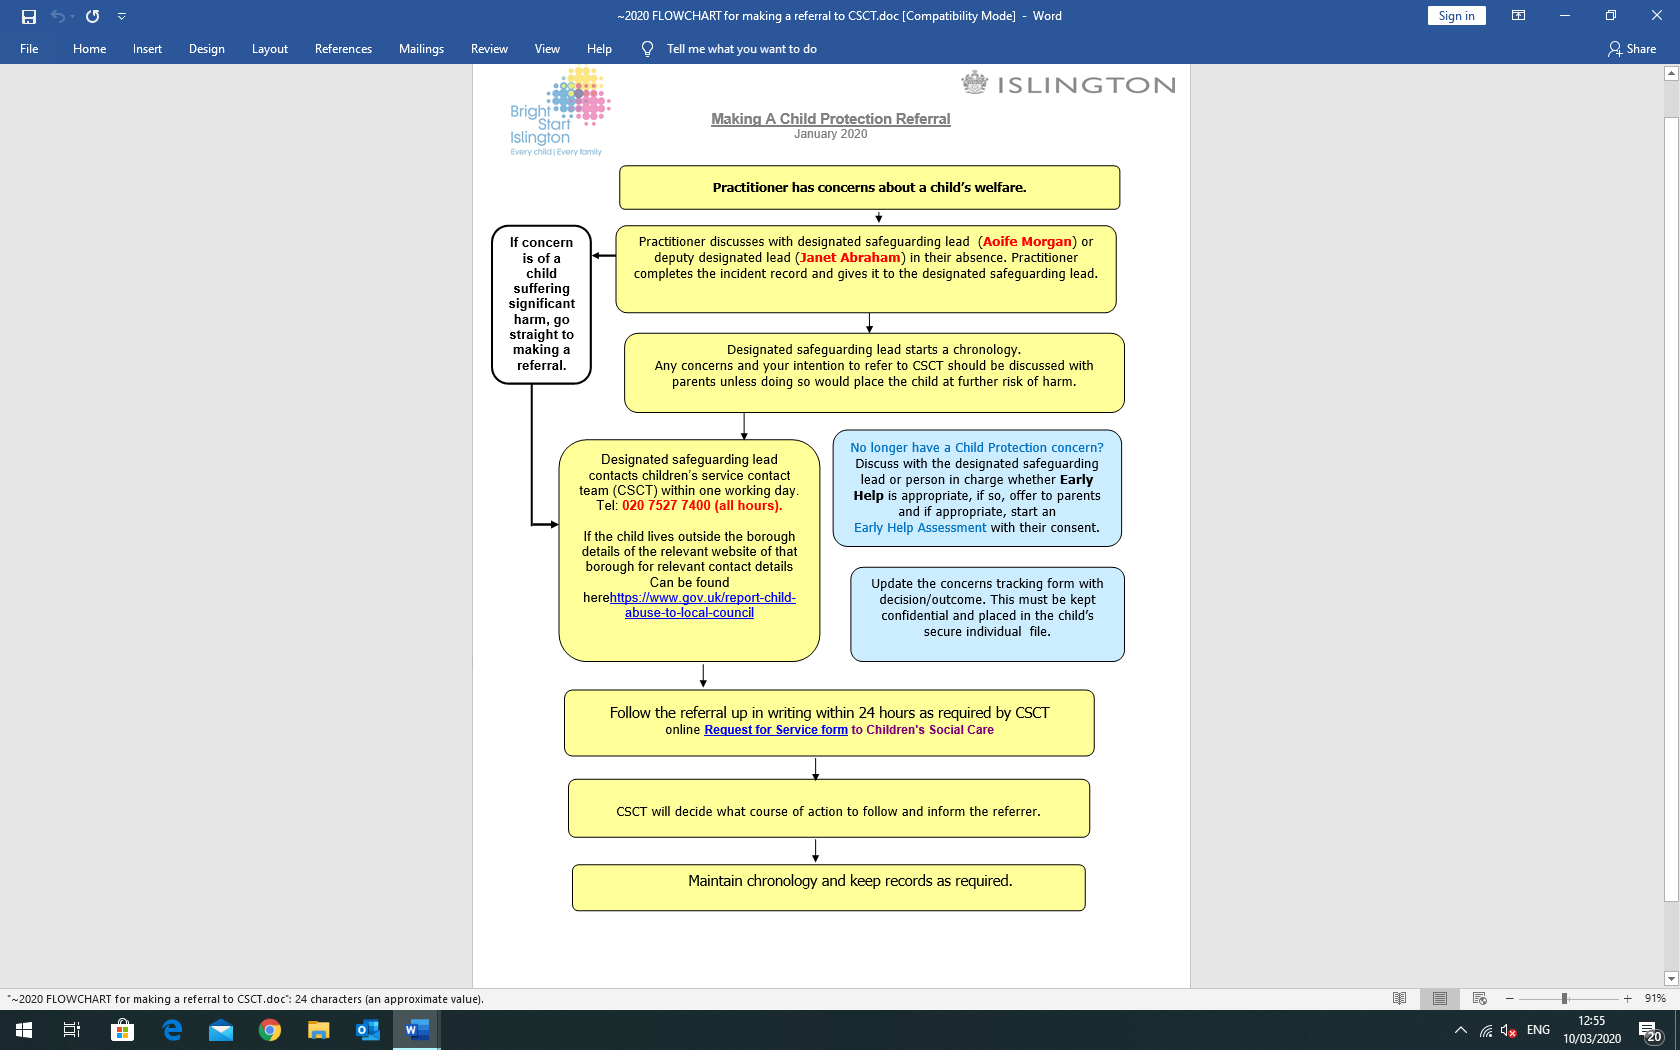 ~2020 FLOWCHART for making a referral to CSCT.doc [Compatibility Mode] - Word
Sign in
File Home Insert Design Layout References Mailings Review View Help Tell me what you want to do Share
Bright
Start
Islington
Every child | Every family
ISLINGTON
Making A Child Protection Referral
January 2020
Practitioner has concerns about a child’s welfare.
If concern
is of a
child
suffering
significant
harm, go
straight to
making a
referral.
Practitioner discusses with designated safeguarding lead (Aoife Morgan) or
deputy designated lead (Janet Abraham) in their absence. Practitioner
completes the incident record and gives it to the designated safeguarding lead.
Designated safeguarding lead starts a chronology.
Any concerns and your intention to refer to CSCT should be discussed with
parents unless doing so would place the child at further risk of harm.
Designated safeguarding lead
contacts children’s service contact
team (CSCT) within one working day.
Tel: 020 7527 7400 (all hours).
If the child lives outside the borough
details of the relevant website of that
borough for relevant contact details
Can be found
herehttps://www.gov.uk/report-child-
abuse-to-local-council
No longer have a Child Protection concern?
Discuss with the designated safeguarding
lead or person in charge whether Early
Help is appropriate, if so, offer to parents
and if appropriate, start an
Early Help Assessment with their consent.
Update the concerns tracking form with
decision/outcome. This must be kept
confidential and placed in the child’s
secure individual file.
Follow the referral up in writing within 24 hours as required by CSCT
online Request for Service form to Children's Social Care
CSCT will decide what course of action to follow and inform the referrer.
Maintain chronology and keep records as required.
"~2020 FLOWCHART for making a referral to CSCT.doc": 24 characters (an approximate value).
91%
ENG
12:55
10/03/2020
20